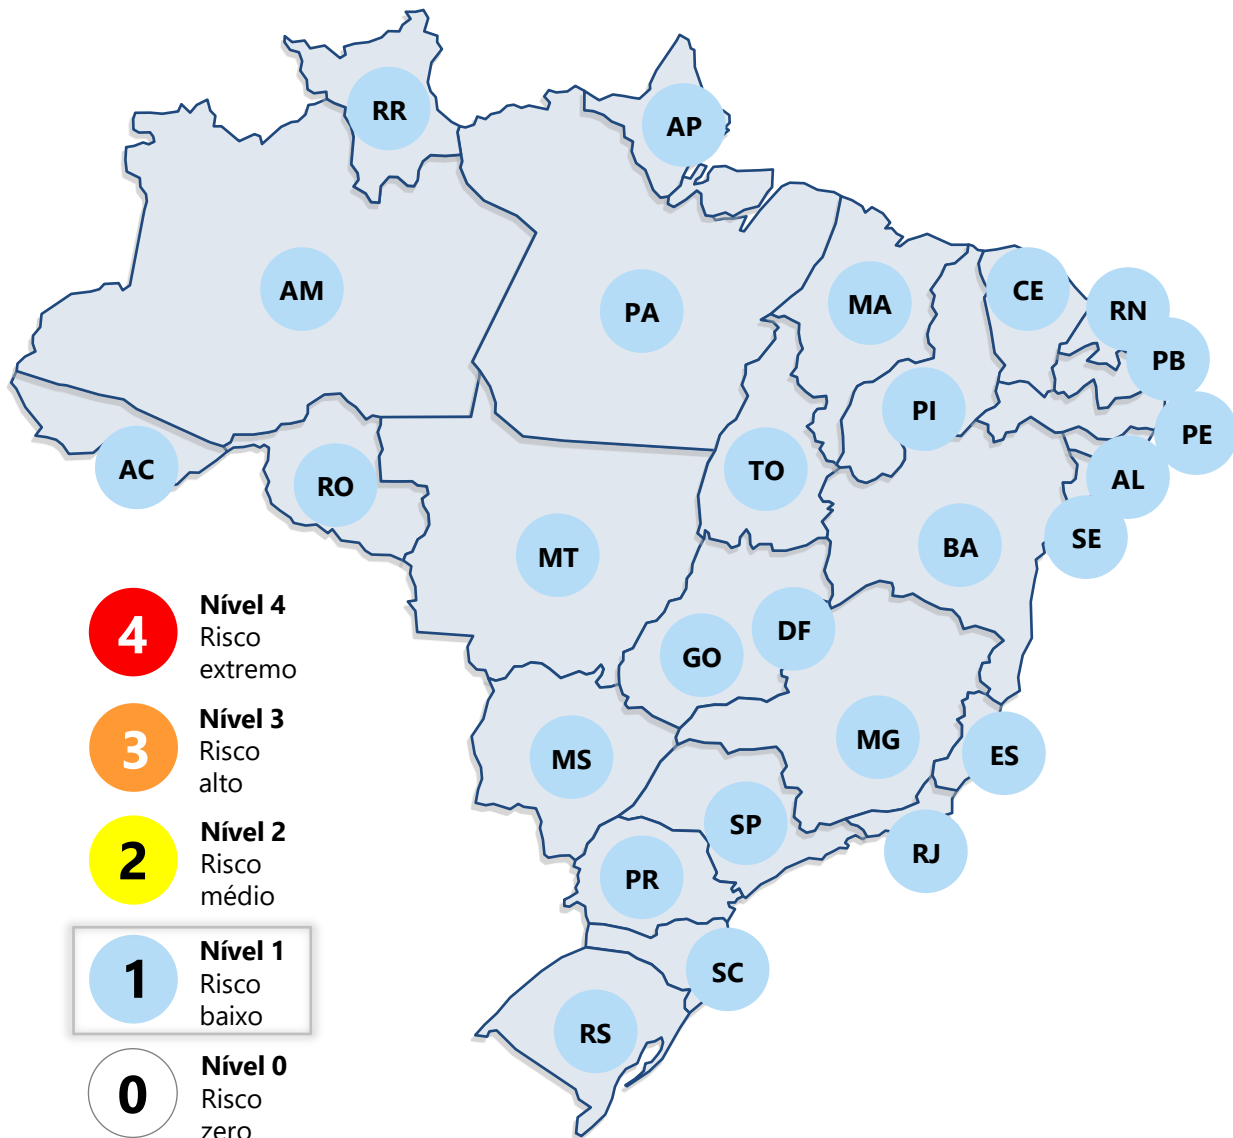 RR
AP
AM
PA
MA
CE
RN
PB
PI
PE
AC
RO
TO
AL
MT
BA
SE
GO
DF
MS
MG
ES
SP
RJ
PR
SC
RS
4
Nível 4
Risco
extremo
3
Nível 3
Risco
alto
2
Nível 2
Risco
médio
1
Nível 1
Risco
baixo
0
Nível 0
Risco
zero